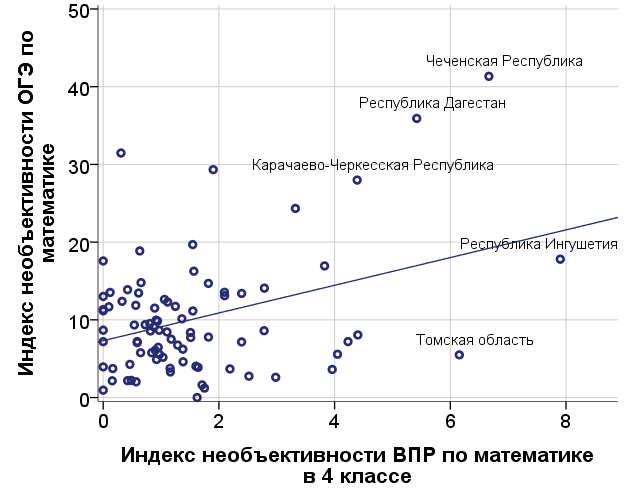 50
Чеченская Республика
40
Республика Дагестан
30
Карачаево-Черкесская Республика
20
Республика Ингушетия
10
Томская область
0
0 2 4 6 8
Индекс необъективности ОГЭ по
математике
Индекс необъективности ВПР по математике
в 4 классе